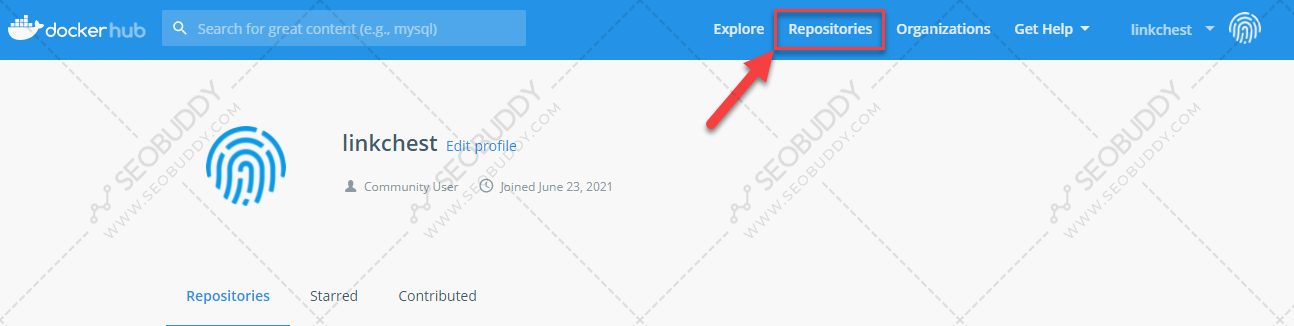 dockerhub
Search for great content (e.g., mysql)
Explore
Repositories
Organizations
Get Help
linkchest
linkchest Edit profile
Community User
Joined June 23, 2021
Repositories
Starred
Contributed
SEOBUDDY
WWW.SEOBUDDY.COM
SEOBUDDY
WWW.SEOBUDDY.COM
SEOBUDDY
WWW.SEOBUDDY.COM
SEOBUDDY
WWW.SEOBUDDY.COM